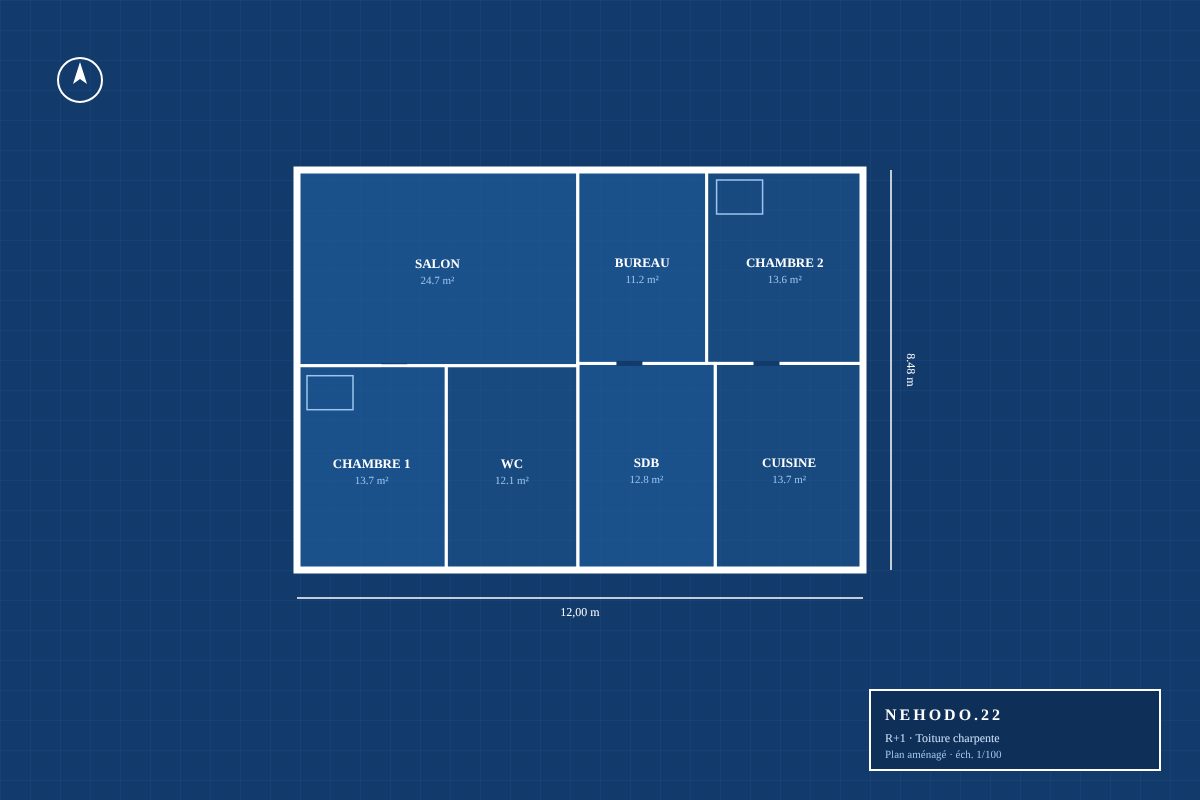 SALON
24.7 m²
BUREAU
11.2 m²
CHAMBRE 2
13.6 m²
8,48 m
CHAMBRE 1
13.7 m²
WC
12.1 m²
SDB
12.8 m²
CUISINE
13.7 m²
12,00 m
NEHODO.22
R+1 · Toiture charpente
Plan aménagé · éch. 1/100